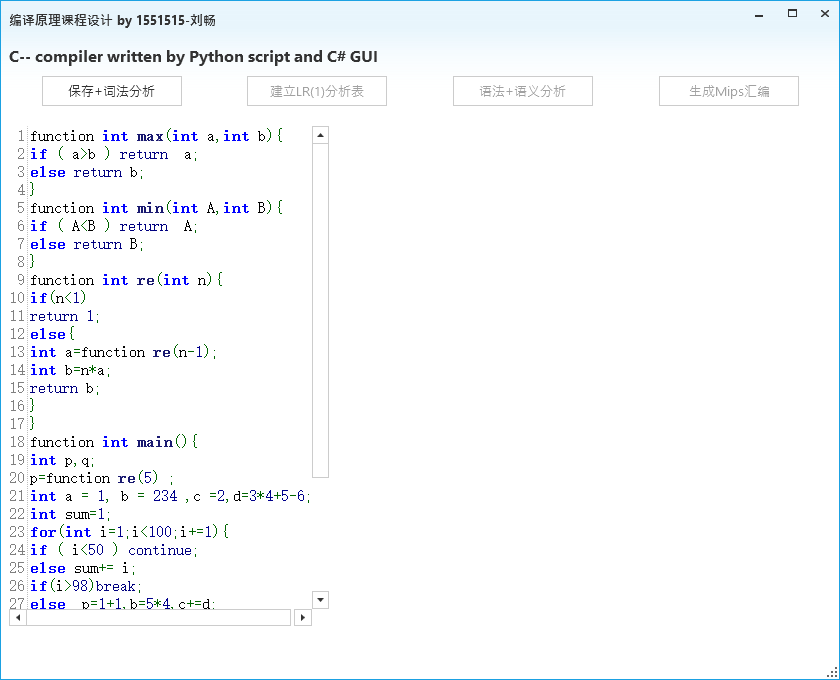 编译原理课程设计 by 1551515-刘畅
C-- compiler written by Python script and C# GUI
保存+词法分析 建立LR(1)分析表 语法+语义分析 生成Mips汇编
1 function int max(int a,int b){
2 if ( a>b ) return  a;
3 else return b;
4 }
5 function int min(int A,int B){
6 if ( A<B ) return  A;
7 else return B;
8 }
9 function int re(int n){
10 if(n<1)
11 return 1;
12 else{
13 int a=function re(n-1);
14 int b=n*a;
15 return b;
16 }
17 }
18 function int main(){
19 int p,q;
20 p=function re(5) ;
21 int a = 1, b = 234 ,c =2,d=3*4+5-6;
22 int sum=1;
23 for(int i=1;i<100;i+=1){
24 if ( i<50 ) continue;
25 else sum+= i;
26 if(i>98)break;
27 else  p=1+1,b=5*4,c+=d;